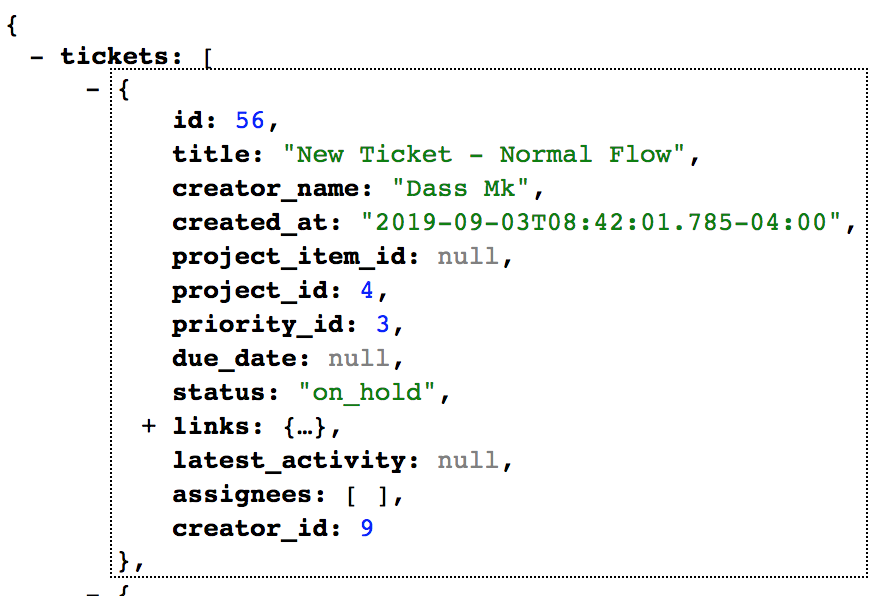 {
- tickets: [
- {
id: 56,
title: "New Ticket - Normal Flow",
creator_name: "Dass Mk",
created_at: "2019-09-03T08:42:01.785-04:00",
project_item_id: null,
project_id: 4,
priority_id: 3,
due_date: null,
status: "on_hold",
+ links: {…},
latest_activity: null,
assignees: [ ],
creator_id: 9
},
- {